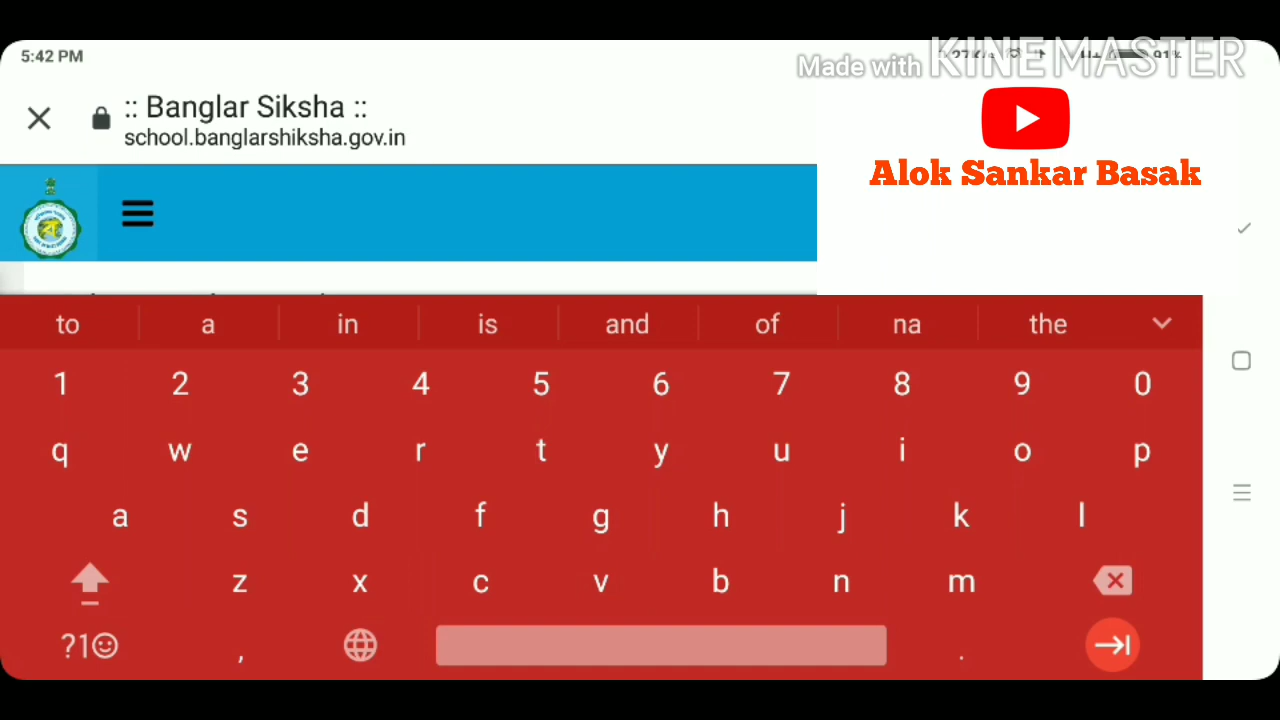 5:42 PM
Made with KINEMASTER
91%
:: Banglar Siksha ::
school.banglarshiksha.gov.in
Alok Sankar Basak
to a in is and of na the
1 2 3 4 5 6 7 8 9 0
q w e r t y u i o p
a s d f g h j k l
z x c v b n m
?1☺ , .